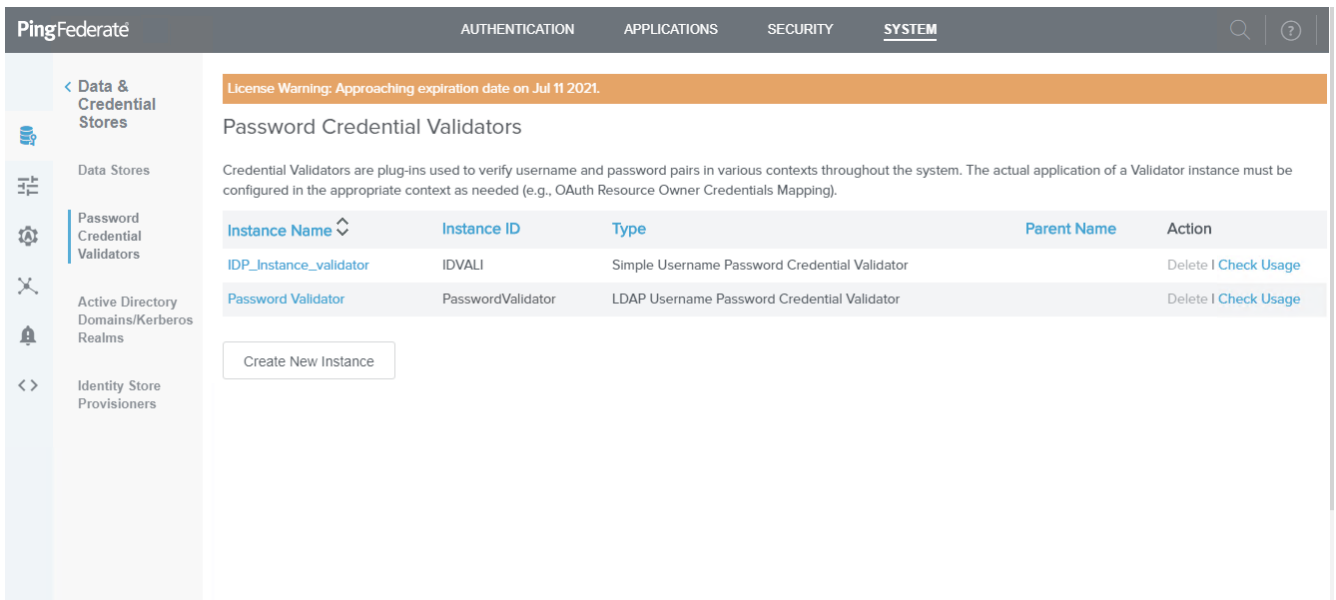 PingFederate
AUTHENTICATION
APPLICATIONS
SECURITY
SYSTEM
Data &
Credential
Stores
Data Stores
Password
Credential
Validators
Active Directory
Domains/Kerberos
Realms
Identity Store
Provisioners
License Warning: Approaching expiration date on Jul 11 2021.
Password Credential Validators
Credential Validators are plug-ins used to verify username and password pairs in various contexts throughout the system. The actual application of a Validator instance must be
configured in the appropriate context as needed (e.g., OAuth Resource Owner Credentials Mapping).
Instance Name Instance ID Type Parent Name Action
IDP_Instance_validator IDVALI Simple Username Password Credential Validator Delete | Check Usage
Password Validator PasswordValidator LDAP Username Password Credential Validator Delete | Check Usage
Create New Instance